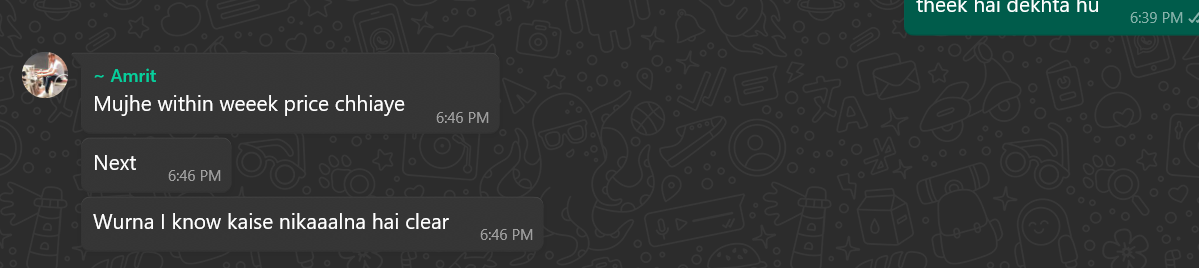 theek hai dekhta hu
6:39 PM
~ Amrit
Mujhe within weeek price chhiaye
6:46 PM
Next
6:46 PM
Wurna I know kaise nikaaalna hai clear
6:46 PM